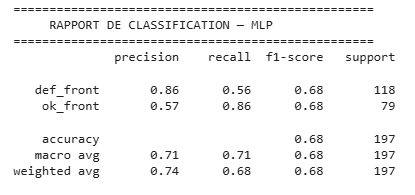 ==================================================
RAPPORT DE CLASSIFICATION — MLP
==================================================
precision recall f1-score support
def_front 0.86 0.56 0.68 118
ok_front 0.57 0.86 0.68 79
accuracy 0.68 197
macro avg 0.71 0.71 0.68 197
weighted avg 0.74 0.68 0.68 197